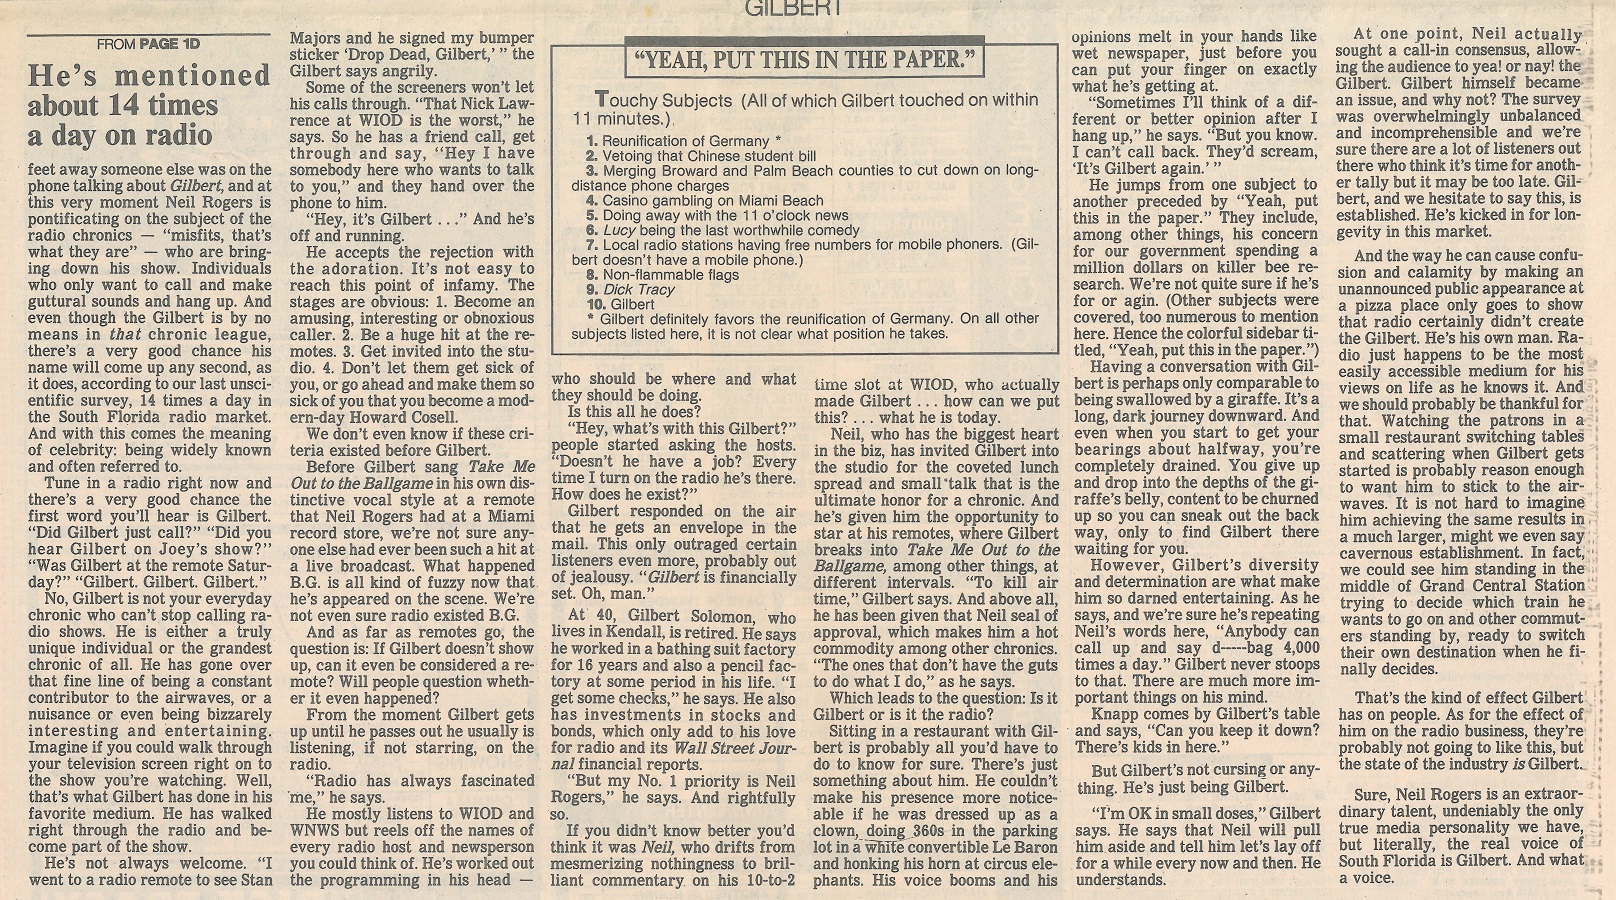 GILBERT
FROM PAGE 1D
He's mentioned
about 14 times
a day on radio
feet away someone else was on the
phone talking about Gilbert, and at
this very moment Neil Rogers is
pontificating on the subject of the
radio chronics — “misfits, that's
what they are” — who are bring-
ing down his show. Individuals
who only want to call and make
guttural sounds and hang up. And
even though the Gilbert is by no
means in that chronic league,
there's a very good chance his
name will come up any second, as
it does, according to our last unsci-
entific survey, 14 times a day in
the South Florida radio market.
And with this comes the meaning
of celebrity: being widely known
and often referred to.
Tune in a radio right now and
there's a very good chance the
first word you'll hear is Gilbert.
“Did Gilbert just call?” “Did you
hear Gilbert on Joey's show?”
“Was Gilbert at the remote Satur-
day?” “Gilbert. Gilbert. Gilbert.”
No, Gilbert is not your everyday
chronic who can't stop calling ra-
dio shows. He is either a truly
unique individual or the grandest
chronic of all. He has gone over
that fine line of being a constant
contributor to the airwaves, or a
nuisance or even being bizzarely
interesting and entertaining.
Imagine if you could walk through
your television screen right on to
the show you're watching. Well,
that's what Gilbert has done in his
favorite medium. He has walked
right through the radio and be-
come part of the show.
He's not always welcome. “I
went to a radio remote to see Stan
Majors and he signed my bumper
sticker ‘Drop Dead, Gilbert,’ ” the
Gilbert says angrily.
Some of the screeners won't let
his calls through. “That Nick Law-
rence at WIOD is the worst,” he
says. So he has a friend call, get
through and say, “Hey I have
somebody here who wants to talk
to you,” and they hand over the
phone to him.
“Hey, it's Gilbert . . .” And he's
off and running.
He accepts the rejection with
the adoration. It's not easy to
reach this point of infamy. The
stages are obvious: 1. Become an
amusing, interesting or obnoxious
caller. 2. Be a huge hit at the re-
motes. 3. Get invited into the stu-
dio. 4. Don't let them get sick of
you, or go ahead and make them so
sick of you that you become a mod-
ern-day Howard Cosell.
We don't even know if these cri-
teria existed before Gilbert.
Before Gilbert sang Take Me
Out to the Ballgame in his own dis-
tinctive vocal style at a remote
that Neil Rogers had at a Miami
record store, we're not sure any-
one else had ever been such a hit at
a live broadcast. What happened
B.G. is all kind of fuzzy now that
he's appeared on the scene. We're
not even sure radio existed B.G.
And as far as remotes go, the
question is: If Gilbert doesn't show
up, can it even be considered a re-
mote? Will people question wheth-
er it even happened?
From the moment Gilbert gets
up until he passes out he usually is
listening, if not starring, on the
radio.
“Radio has always fascinated
me,” he says.
He mostly listens to WIOD and
WNWS but reels off the names of
every radio host and newsperson
you could think of. He's worked out
the programming in his head —
“YEAH, PUT THIS IN THE PAPER.”
Touchy Subjects (All of which Gilbert touched on within
11 minutes.)
1. Reunification of Germany *
2. Vetoing that Chinese student bill
3. Merging Broward and Palm Beach counties to cut down on long-
distance phone charges
4. Casino gambling on Miami Beach
5. Doing away with the 11 o'clock news
6. Lucy being the last worthwhile comedy
7. Local radio stations having free numbers for mobile phoners. (Gil-
bert doesn't have a mobile phone.)
8. Non-flammable flags
9. Dick Tracy
10. Gilbert
* Gilbert definitely favors the reunification of Germany. On all other
subjects listed here, it is not clear what position he takes.
who should be where and what
they should be doing.
Is this all he does?
“Hey, what's with this Gilbert?”
people started asking the hosts.
“Doesn't he have a job? Every
time I turn on the radio he's there.
How does he exist?”
Gilbert responded on the air
that he gets an envelope in the
mail. This only outraged certain
listeners even more, probably out
of jealousy. “Gilbert is financially
set. Oh, man.”
At 40, Gilbert Solomon, who
lives in Kendall, is retired. He says
he worked in a bathing suit factory
for 16 years and also a pencil fac-
tory at some period in his life. “I
get some checks,” he says. He also
has investments in stocks and
bonds, which only add to his love
for radio and its Wall Street Jour-
nal financial reports.
“But my No. 1 priority is Neil
Rogers,” he says. And rightfully
so.
If you didn't know better you'd
think it was Neil, who drifts from
mesmerizing nothingness to bril-
liant commentary on his 10-to-2
time slot at WIOD, who actually
made Gilbert . . . how can we put
this? . . . what he is today.
Neil, who has the biggest heart
in the biz, has invited Gilbert into
the studio for the coveted lunch
spread and small talk that is the
ultimate honor for a chronic. And
he's given him the opportunity to
star at his remotes, where Gilbert
breaks into Take Me Out to the
Ballgame, among other things, at
different intervals. “To kill air
time,” Gilbert says. And above all,
he has been given that Neil seal of
approval, which makes him a hot
commodity among other chronics.
“The ones that don't have the guts
to do what I do,” as he says.
Which leads to the question: Is it
Gilbert or is it the radio?
Sitting in a restaurant with Gil-
bert is probably all you'd have to
do to know for sure. There's just
something about him. He couldn't
make his presence more notice-
able if he was dressed up as a
clown, doing 360s in the parking
lot in a white convertible Le Baron
and honking his horn at circus ele-
phants. His voice booms and his
opinions melt in your hands like
wet newspaper, just before you
can put your finger on exactly
what he's getting at.
“Sometimes I'll think of a dif-
ferent or better opinion after I
hang up,” he says. “But you know.
I can't call back. They'd scream,
‘It's Gilbert again.’ ”
He jumps from one subject to
another preceded by “Yeah, put
this in the paper.” They include,
among other things, his concern
for our government spending a
million dollars on killer bee re-
search. We're not quite sure if he's
for or agin. (Other subjects were
covered, too numerous to mention
here. Hence the colorful sidebar ti-
tled, “Yeah, put this in the paper.”)
Having a conversation with Gil-
bert is perhaps only comparable to
being swallowed by a giraffe. It's a
long, dark journey downward. And
even when you start to get your
bearings about halfway, you're
completely drained. You give up
and drop into the depths of the gi-
raffe's belly, content to be churned
up so you can sneak out the back
way, only to find Gilbert there
waiting for you.
However, Gilbert's diversity
and determination are what make
him so darned entertaining. As he
says, and we're sure he's repeating
Neil's words here, “Anybody can
call up and say d-----bag 4,000
times a day.” Gilbert never stoops
to that. There are much more im-
portant things on his mind.
Knapp comes by Gilbert's table
and says, “Can you keep it down?
There's kids in here.”
But Gilbert's not cursing or any-
thing. He's just being Gilbert.
“I'm OK in small doses,” Gilbert
says. He says that Neil will pull
him aside and tell him let's lay off
for a while every now and then. He
understands.
At one point, Neil actually
sought a call-in consensus, allow-
ing the audience to yea! or nay! the
Gilbert. Gilbert himself became
an issue, and why not? The survey
was overwhelmingly unbalanced
and incomprehensible and we're
sure there are a lot of listeners out
there who think it's time for anoth-
er tally but it may be too late. Gil-
bert, and we hesitate to say this, is
established. He's kicked in for lon-
gevity in this market.
And the way he can cause confu-
sion and calamity by making an
unannounced public appearance at
a pizza place only goes to show
that radio certainly didn't create
the Gilbert. He's his own man. Ra-
dio just happens to be the most
easily accessible medium for his
views on life as he knows it. And
we should probably be thankful for
that. Watching the patrons in a
small restaurant switching tables
and scattering when Gilbert gets
started is probably reason enough
to want him to stick to the air-
waves. It is not hard to imagine
him achieving the same results in
a much larger, might we even say
cavernous establishment. In fact,
we could see him standing in the
middle of Grand Central Station
trying to decide which train he
wants to go on and other commut-
ers standing by, ready to switch
their own destination when he fi-
nally decides.
That's the kind of effect Gilbert
has on people. As for the effect of
him on the radio business, they're
probably not going to like this, but
the state of the industry is Gilbert.
Sure, Neil Rogers is an extraor-
dinary talent, undeniably the only
true media personality we have,
but literally, the real voice of
South Florida is Gilbert. And what
a voice.